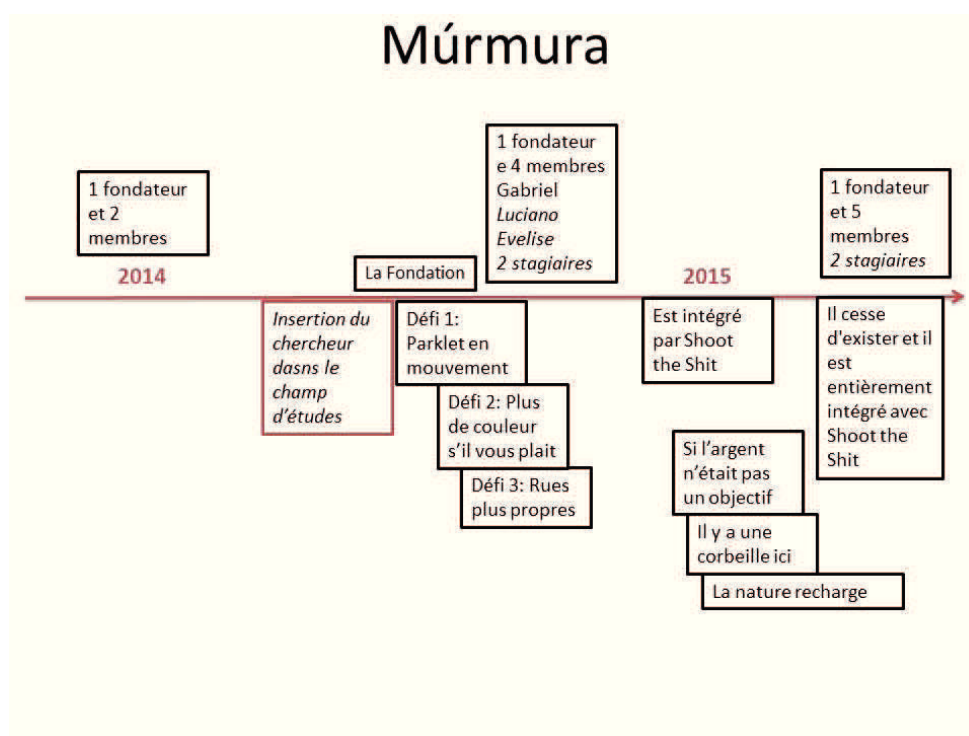 Múrmura
1 fondateur
et 2
membres
2014
La Fondation
1 fondateur
e 4 membres
Gabriel
Luciano
Evelise
2 stagiaires
2015
1 fondateur
et 5
membres
2 stagiaires
Insertion du
chercheur
dasns le
champ
d'études
Défi 1:
Parklet en
mouvement
Défi 2: Plus
de couleur
s'il vous plait
Défi 3: Rues
plus propres
Est intégré
par Shoot
the Shit
Si l'argent
n'était pas
un objectif
Il y a une
corbeille ici
La nature recharge
Il cesse
d'exister et il
est
entièrement
intégré avec
Shoot the
Shit